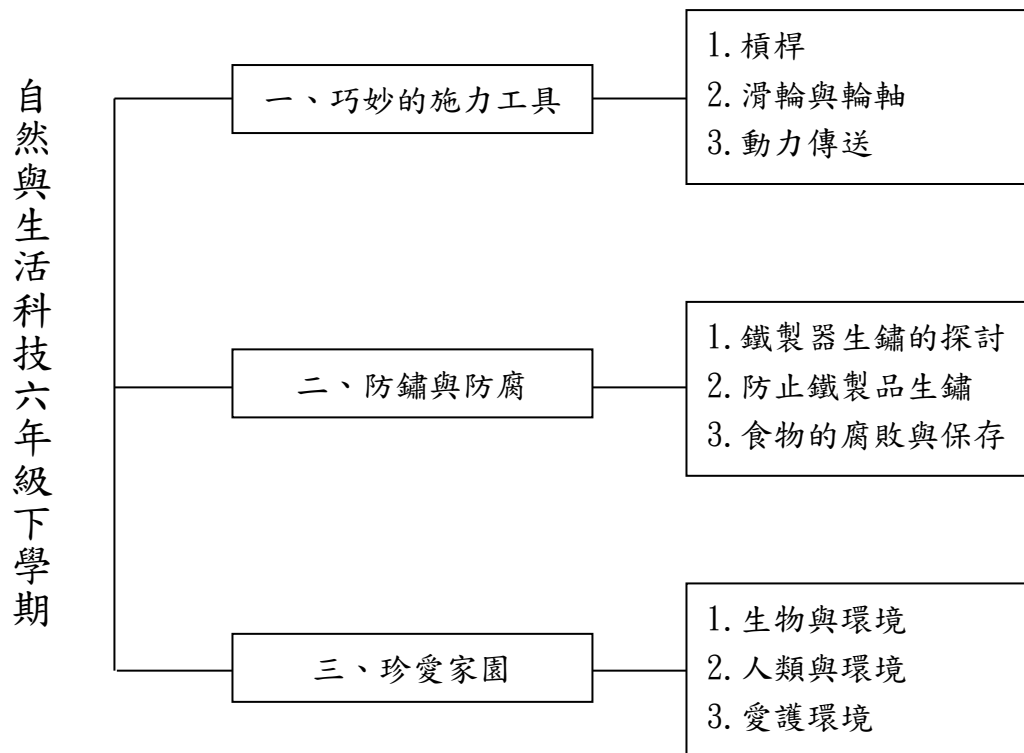 自然與生活科技六年級下學期
一、巧妙的施力工具
1.槓桿
2.滑輪與輪軸
3.動力傳送
二、防鏽與防腐
1.鐵製器生鏽的探討
2.防止鐵製品生鏽
3.食物的腐敗與保存
三、珍愛家園
1.生物與環境
2.人類與環境
3.愛護環境